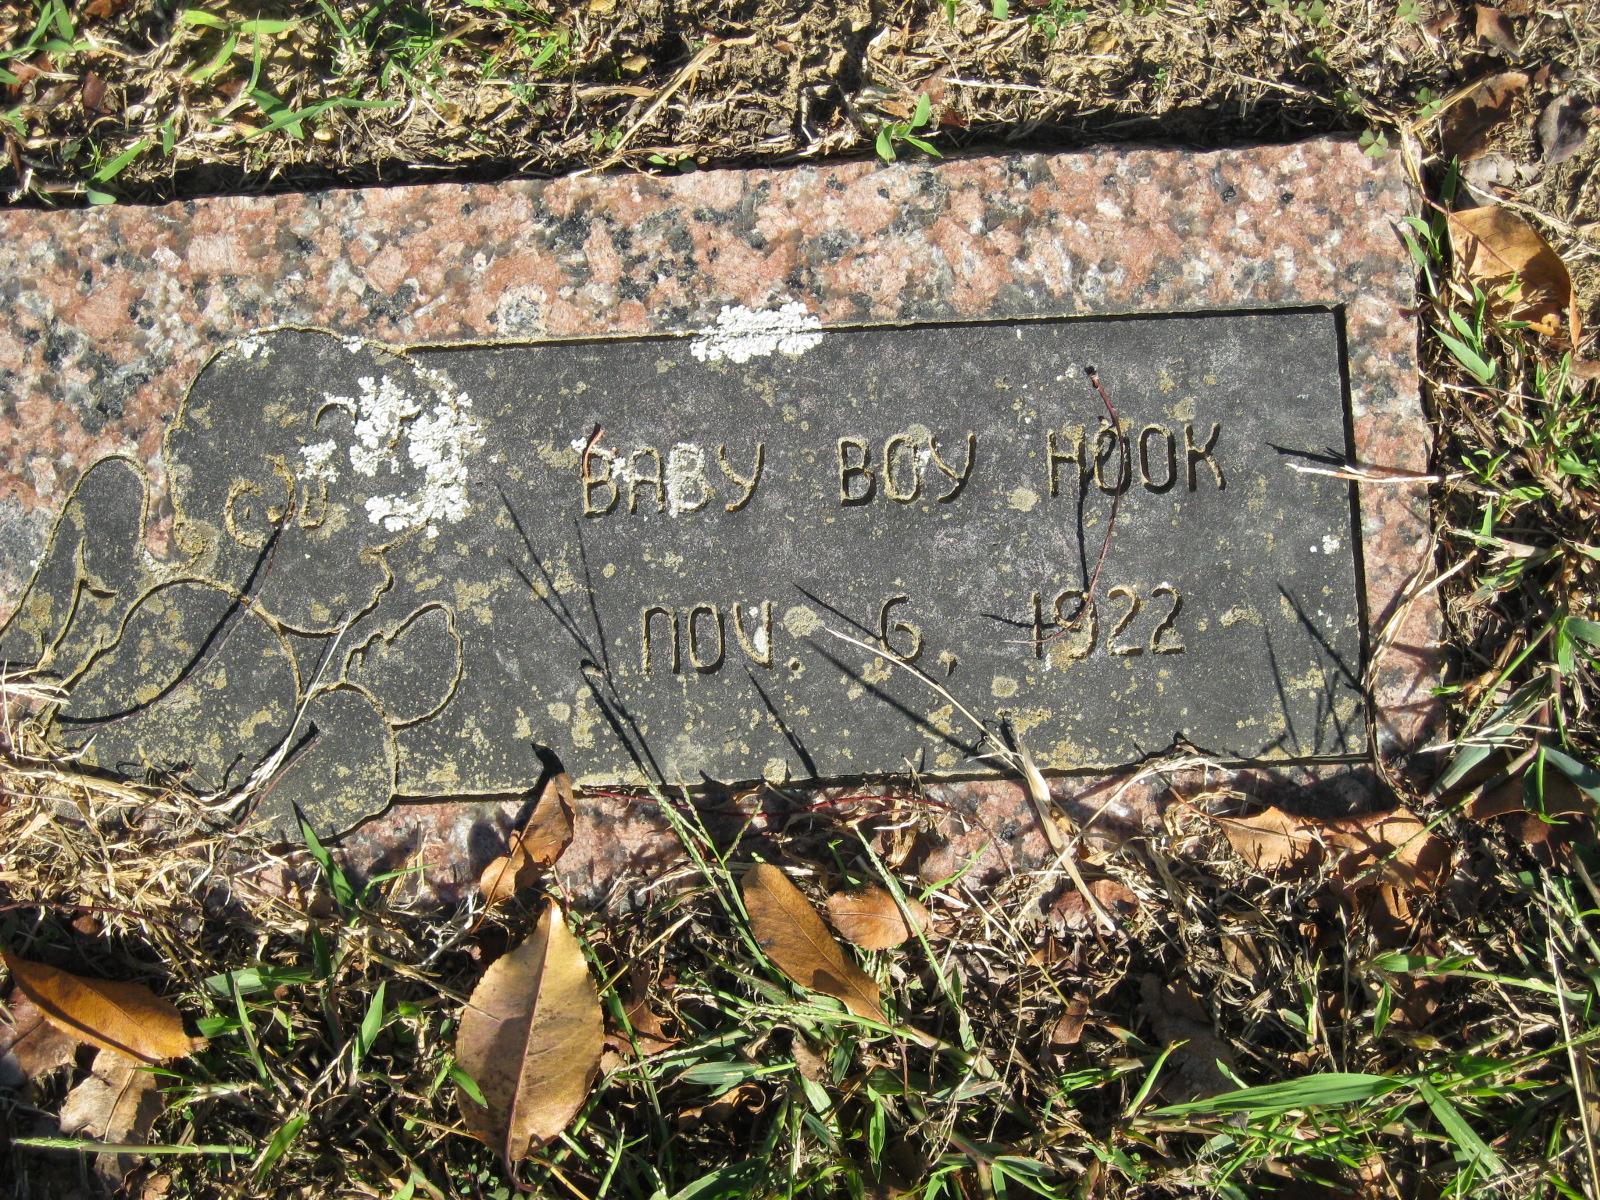 BABY BOY HOOK
NOV. 6, 1922